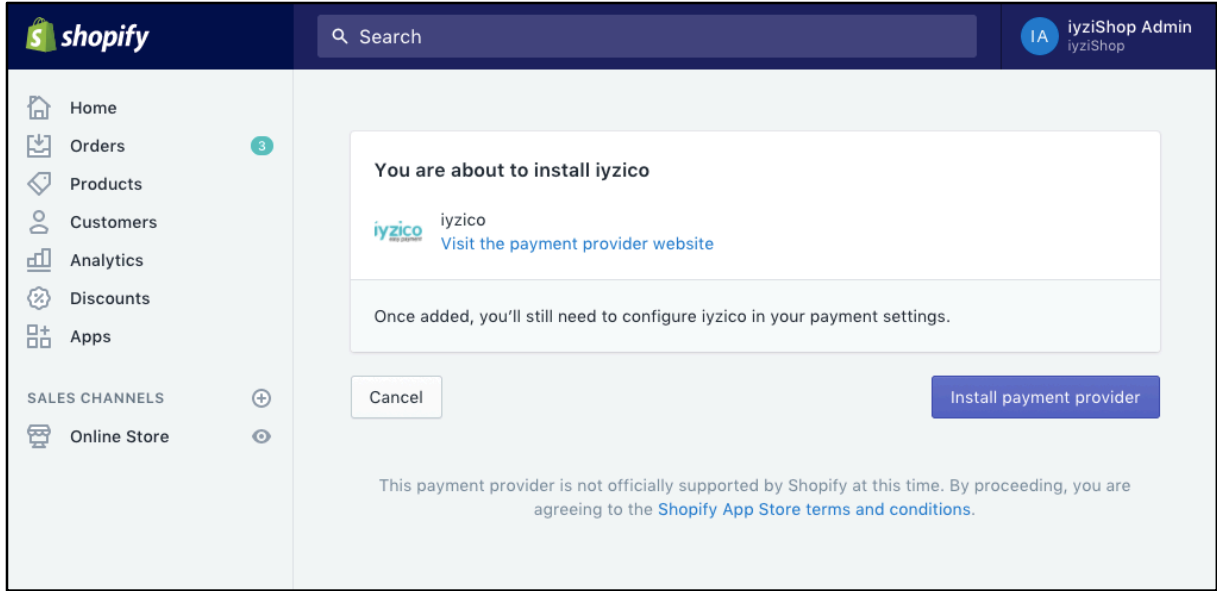 shopify
Search
IA
iyziShop Admin
iyziShop
Home
Orders
3
Products
Customers
Analytics
Discounts
Apps
SALES CHANNELS
Online Store
You are about to install iyzico
iyzico
easy payment
iyzico
Visit the payment provider website
Once added, you’ll still need to configure iyzico in your payment settings.
Cancel
Install payment provider
This payment provider is not officially supported by Shopify at this time. By proceeding, you are
agreeing to the Shopify App Store terms and conditions.